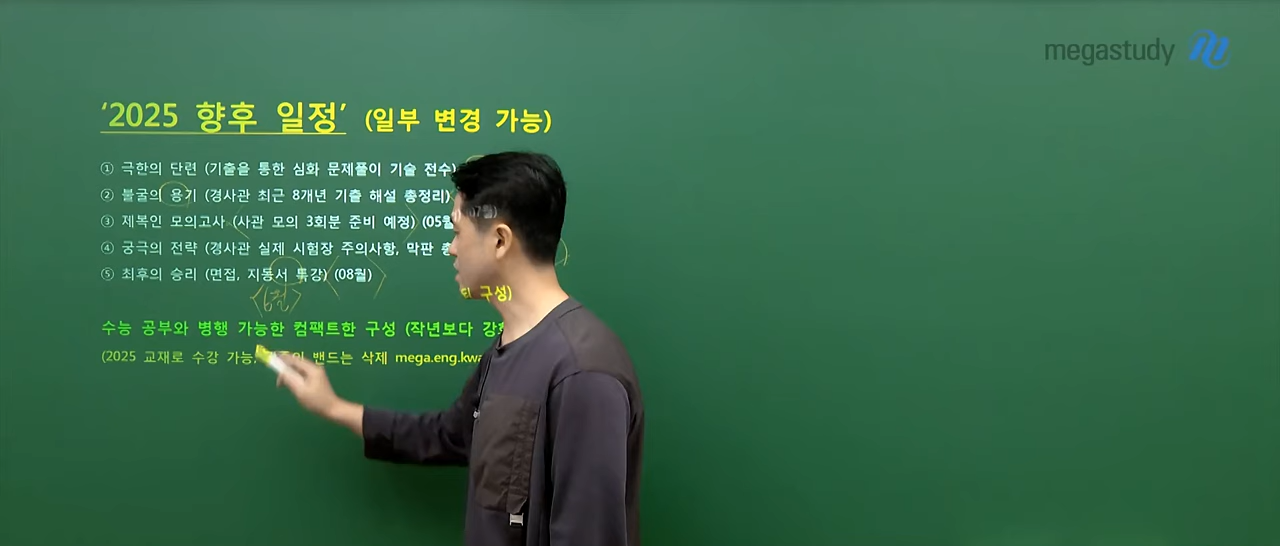 megastudy
‘2025 향후 일정’ (일부 변경 가능)
① 극한의 단련 (기출을 통한 심화 문제풀이 기술 전수)
② 불굴의 용기 (경사관 최근 8개년 기출 해설 총정리)
③ 제복인 모의고사 (사관 모의 3회분 준비 예정) (05월
④ 궁극의 전략 (경사관 실제 시험장 주의사항, 막판
⑤ 최후의 승리 (면접, 지동서 특강) (08월)
수능 공부와 병행 가능한 컴팩트한 구성 (작년보다 구성)
(2025 교재로 수강 가능, 밴드는 삭제